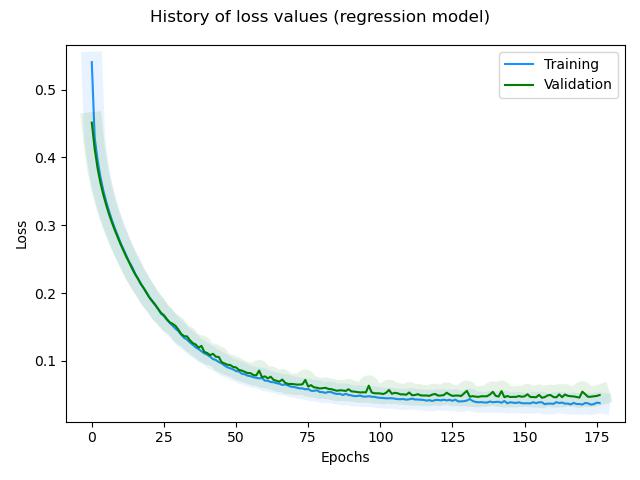 History of loss values (regression model)
Training
Validation
0.5
0.4
0.3
0.2
0.1
Loss
0
25
50
75
100
125
150
175
Epochs